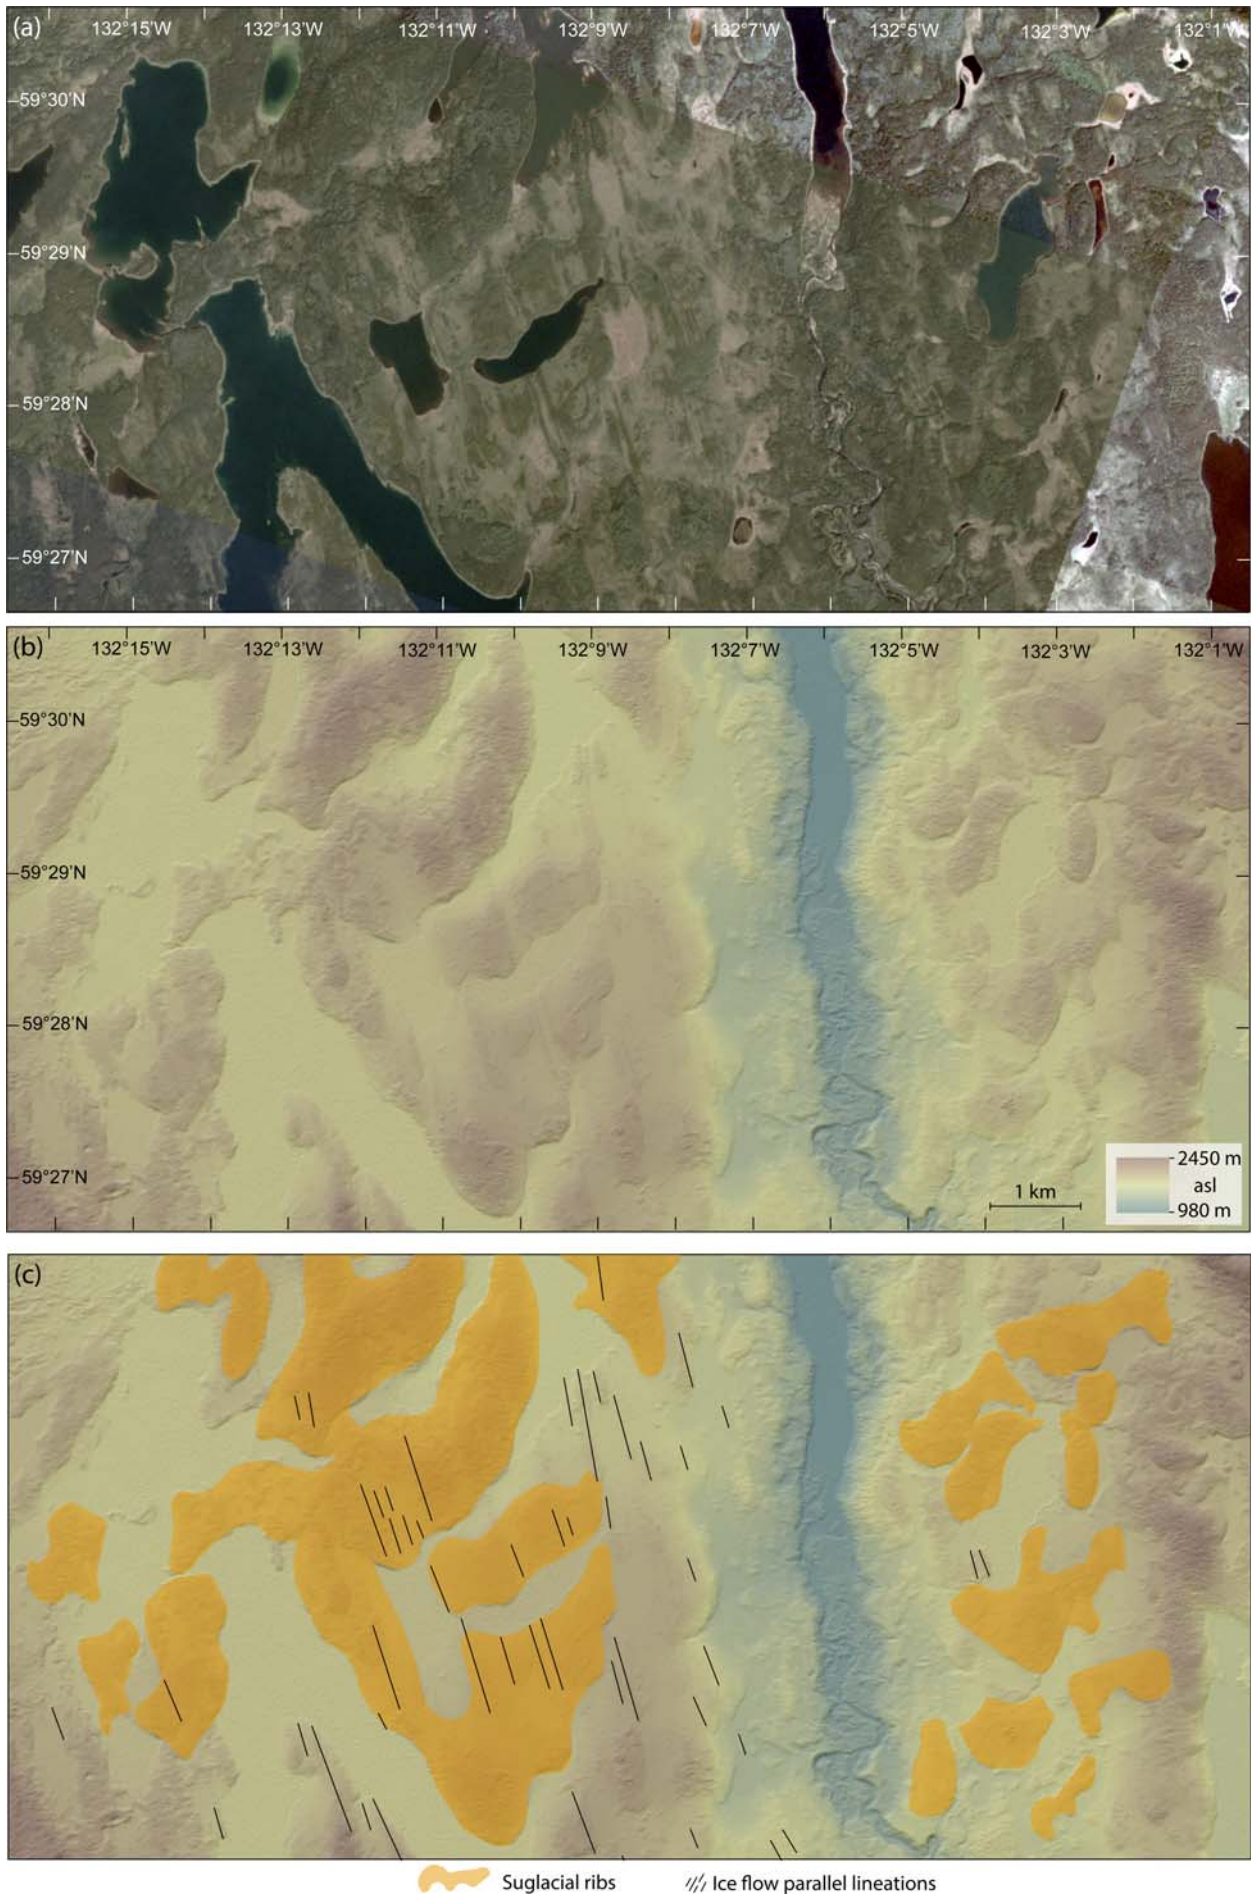 (a)
132°15'W 132°13'W 132°11'W 132°9'W 132°7'W 132°5'W 132°3'W 132°1'W
59°30'N
59°29'N
59°28'N
59°27'N
(b)
132°15'W 132°13'W 132°11'W 132°9'W 132°7'W 132°5'W 132°3'W 132°1'W
59°30'N
59°29'N
59°28'N
59°27'N
1 km
2450 m
asl
980 m
(c)
Suglacial ribs
Ice flow parallel lineations